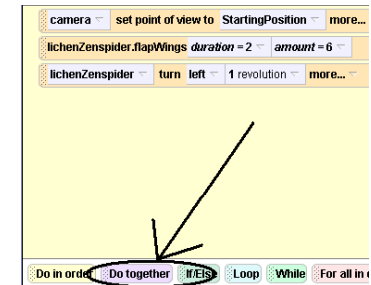 camera set point of view to StartingPosition more...
lichenZenspider.flapWings duration = 2 amount = 6
lichenZenspider turn left 1 revolution more...
Do in order Do together If/Else Loop While For all in